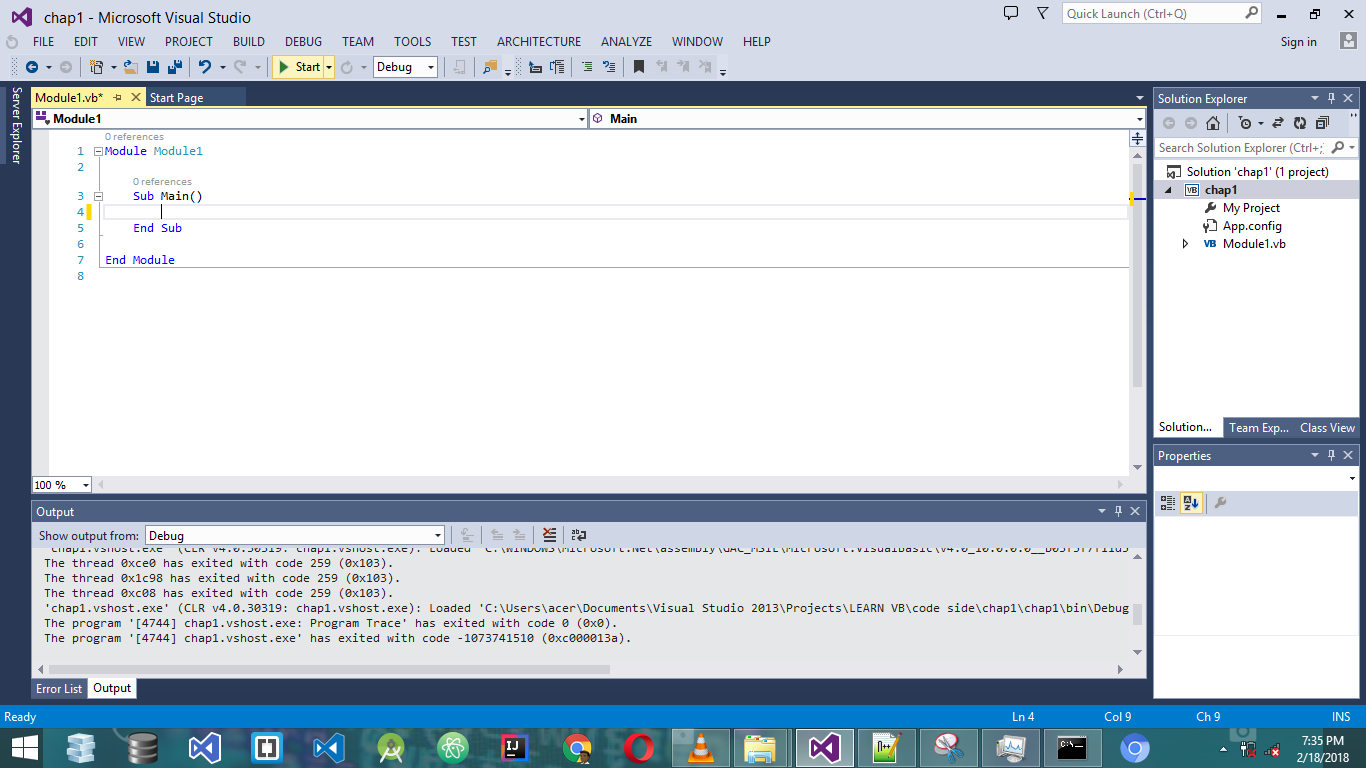 chap1 - Microsoft Visual Studio
Quick Launch (Ctrl+Q)
FILE EDIT VIEW PROJECT BUILD DEBUG TEAM TOOLS TEST ARCHITECTURE ANALYZE WINDOW HELP
Sign in
Start
Debug
Server Explorer
Module1.vb*
Start Page
Module1
Main
0 references
1 Module Module1
2
0 references
3 Sub Main()
4
5 End Sub
6
7 End Module
8
100 %
Solution Explorer
Search Solution Explorer (Ctrl+;
Solution 'chap1' (1 project)
VB chap1
My Project
App.config
VB Module1.vb
Solution... Team Exp... Class View
Properties
Output
Show output from: Debug
'chap1.vshost.exe' (CLR v4.0.30319: chap1.vshost.exe): Loaded 'C:\WINDOWS\Microsoft.Net\assembly\GAC_MSIL\Microsoft.VisualBasic\v4.0_10.0.0.0__b03f5f7f11d5
The thread 0xce0 has exited with code 259 (0x103).
The thread 0x1c98 has exited with code 259 (0x103).
The thread 0xc08 has exited with code 259 (0x103).
'chap1.vshost.exe' (CLR v4.0.30319: chap1.vshost.exe): Loaded 'C:\Users\acer\Documents\Visual Studio 2013\Projects\LEARN VB\code side\chap1\chap1\bin\Debug
The program '[4744] chap1.vshost.exe: Program Trace' has exited with code 0 (0x0).
The program '[4744] chap1.vshost.exe' has exited with code -1073741510 (0xc000013a).
Error List Output
Ready
Ln 4 Col 9 Ch 9 INS
7:35 PM
2/18/2018